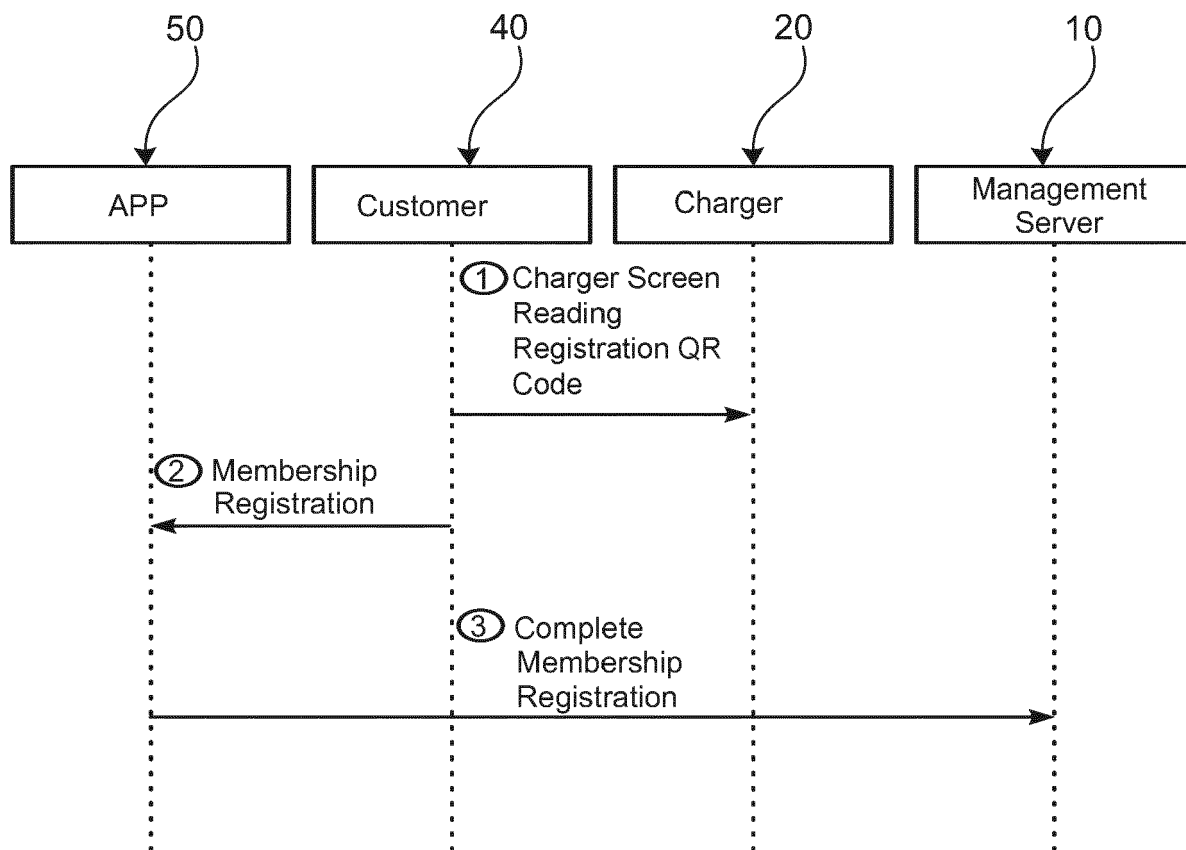 50
40
20
10
APP
Customer
Charger
Management
Server
① Charger Screen
Reading
Registration QR
Code
② Membership
Registration
③ Complete
Membership
Registration